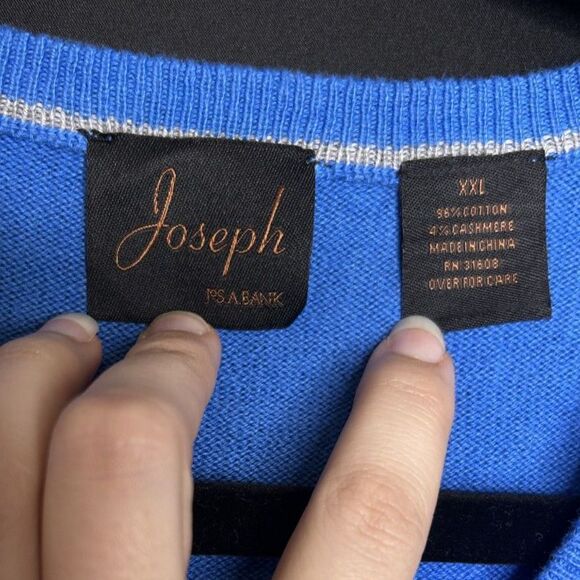 Joseph
JOS. A. BANK
XXL
96% COTTON
4% CASHMERE
MADE IN CHINA
RN 31608
OVER FOR CARE